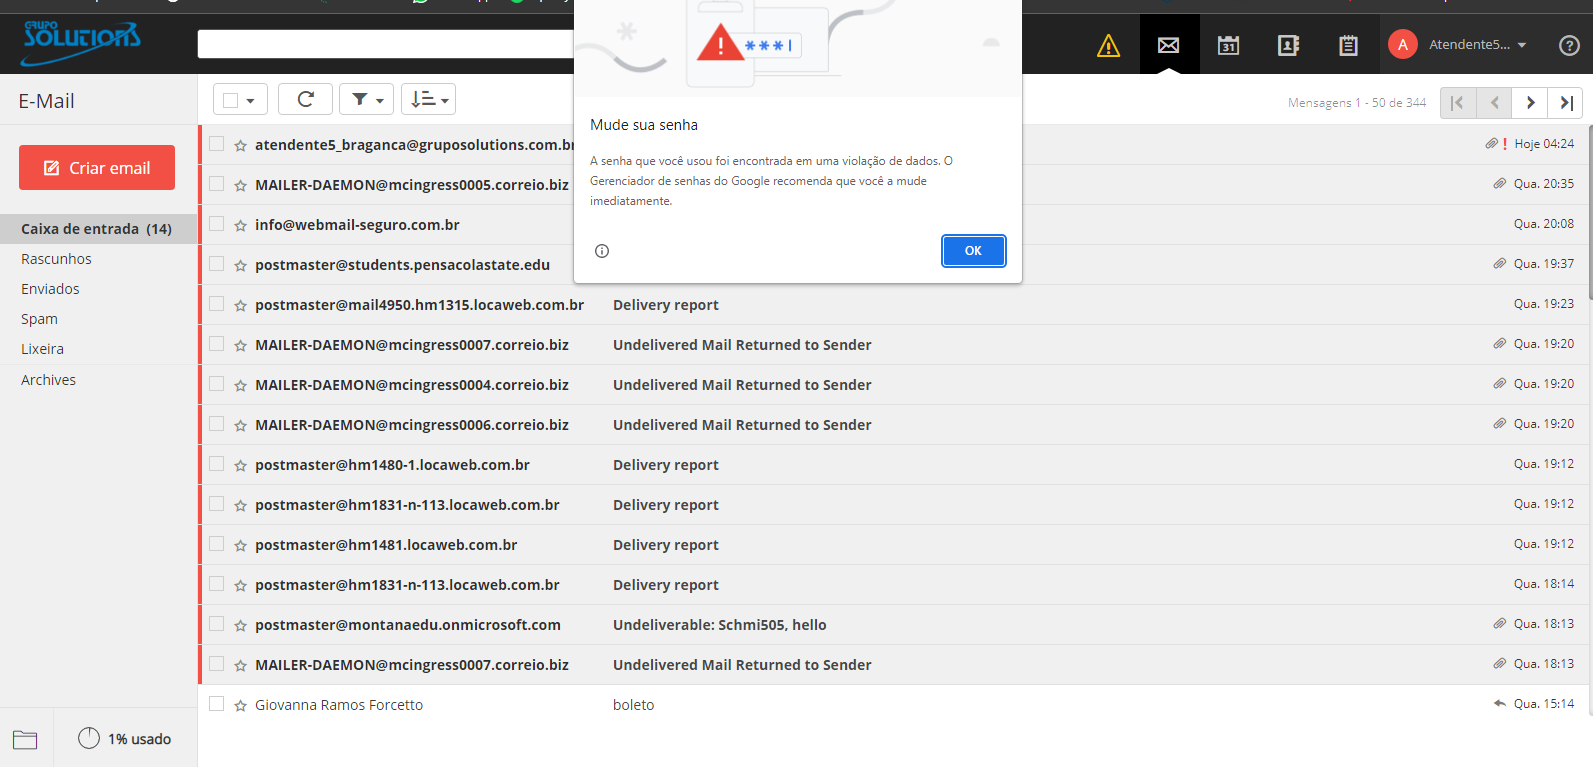 GRUPO
SOLUTIONS
***|
31
A
Atendente5...
?
E-Mail
Mensagens 1 - 50 de 344
Criar email
Mude sua senha
A senha que você usou foi encontrada em uma violação de dados. O
Gerenciador de senhas do Google recomenda que você a mude
imediatamente.
OK
Caixa de entrada (14)
Rascunhos
Enviados
Spam
Lixeira
Archives
atendente5_braganca@gruposolutions.com.br
! Hoje 04:24
MAILER-DAEMON@mcingress0005.correio.biz
Qua. 20:35
info@webmail-seguro.com.br
Qua. 20:08
postmaster@students.pensacolastate.edu
Qua. 19:37
postmaster@mail4950.hm1315.locaweb.com.br Delivery report Qua. 19:23
MAILER-DAEMON@mcingress0007.correio.biz Undelivered Mail Returned to Sender Qua. 19:20
MAILER-DAEMON@mcingress0004.correio.biz Undelivered Mail Returned to Sender Qua. 19:20
MAILER-DAEMON@mcingress0006.correio.biz Undelivered Mail Returned to Sender Qua. 19:20
postmaster@hm1480-1.locaweb.com.br Delivery report Qua. 19:12
postmaster@hm1831-n-113.locaweb.com.br Delivery report Qua. 19:12
postmaster@hm1481.locaweb.com.br Delivery report Qua. 19:12
postmaster@hm1831-n-113.locaweb.com.br Delivery report Qua. 18:14
postmaster@montanaedu.onmicrosoft.com Undeliverable: Schmi505, hello Qua. 18:13
MAILER-DAEMON@mcingress0007.correio.biz Undelivered Mail Returned to Sender Qua. 18:13
Giovanna Ramos Forcetto boleto Qua. 15:14
1% usado